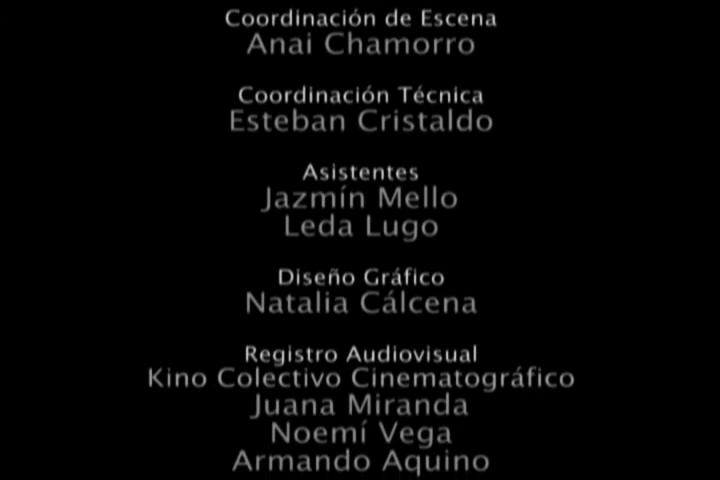 Coordinación de Escena
Anai Chamorro
Coordinación Técnica
Esteban Cristaldo
Asistentes
Jazmín Mello
Leda Lugo
Diseño Gráfico
Natalia Cálcena
Registro Audiovisual
Kino Colectivo Cinematográfico
Juana Miranda
Noemí Vega
Armando Aquino